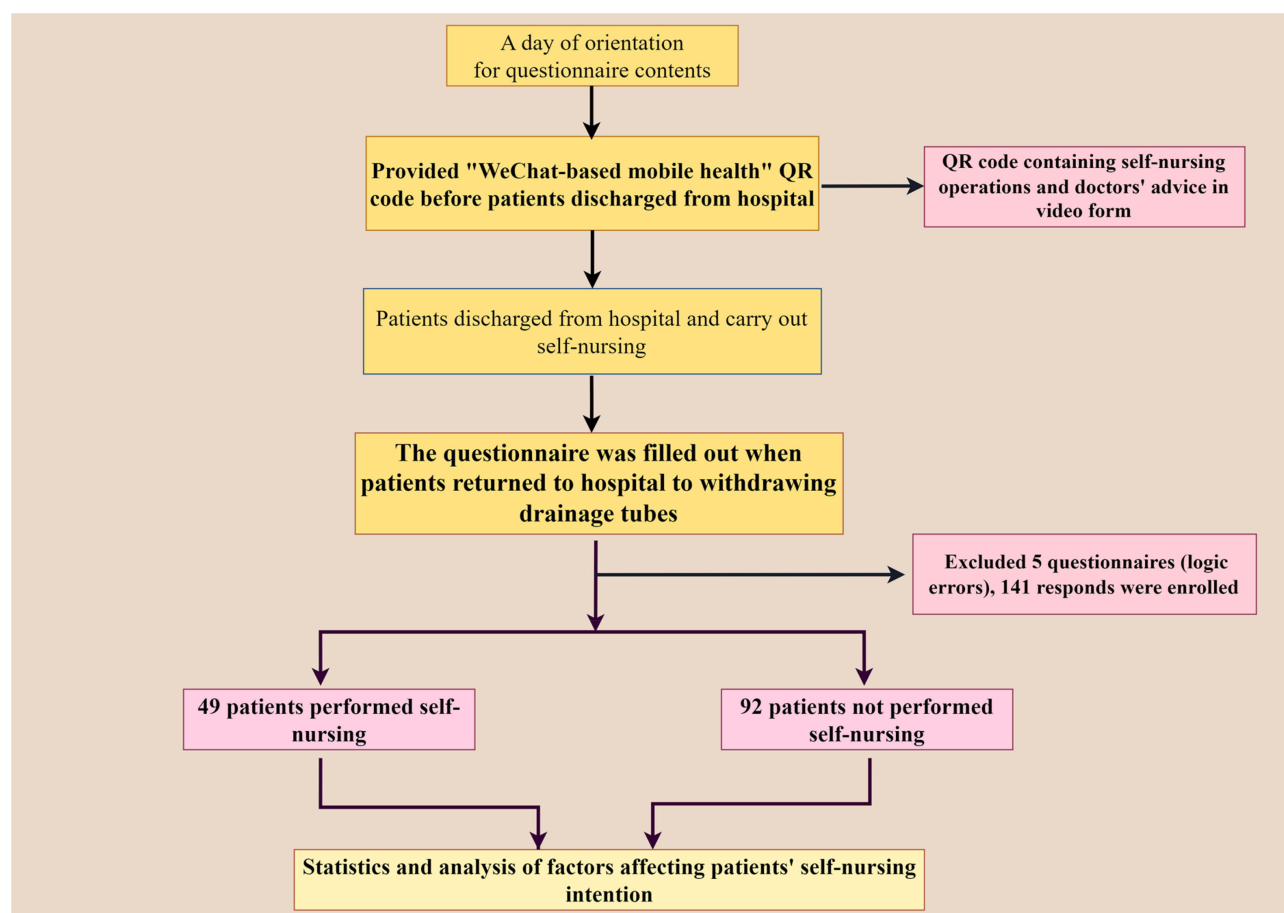 A day of orientation
for questionnaire contents
Provided "WeChat-based mobile health" QR
code before patients discharged from hospital
QR code containing self-nursing
operations and doctors' advice in
video form
Patients discharged from hospital and carry out
self-nursing
The questionnaire was filled out when
patients returned to hospital to withdrawing
drainage tubes
Excluded 5 questionnaires (logic
errors), 141 responds were enrolled
49 patients performed self-
nursing
92 patients not performed
self-nursing
Statistics and analysis of factors affecting patients' self-nursing
intention